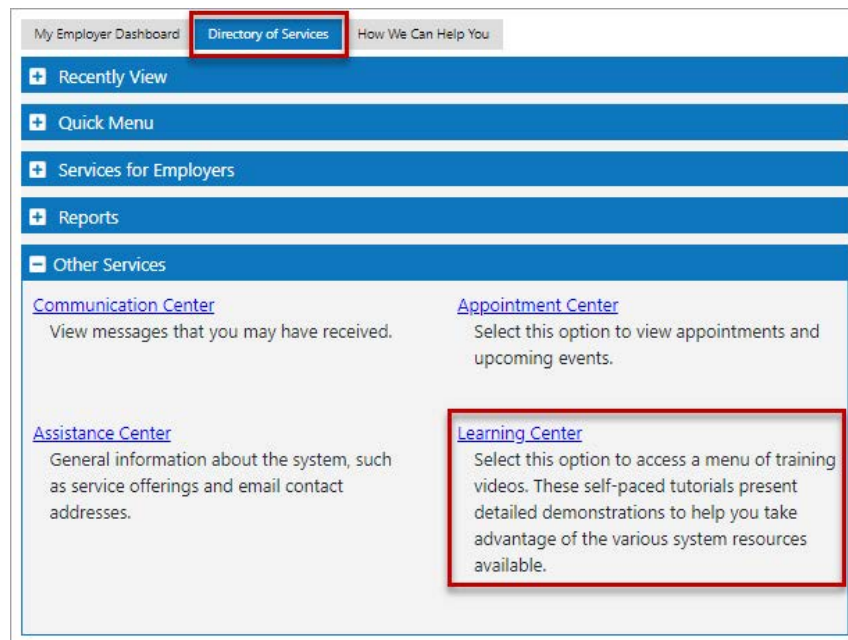 My Employer Dashboard Directory of Services How We Can Help You
Recently View
Quick Menu
Services for Employers
Reports
Other Services
Communication Center
View messages that you may have received.
Appointment Center
Select this option to view appointments and
upcoming events.
Assistance Center
General information about the system, such
as service offerings and email contact
addresses.
Learning Center
Select this option to access a menu of training
videos. These self-paced tutorials present
detailed demonstrations to help you take
advantage of the various system resources
available.